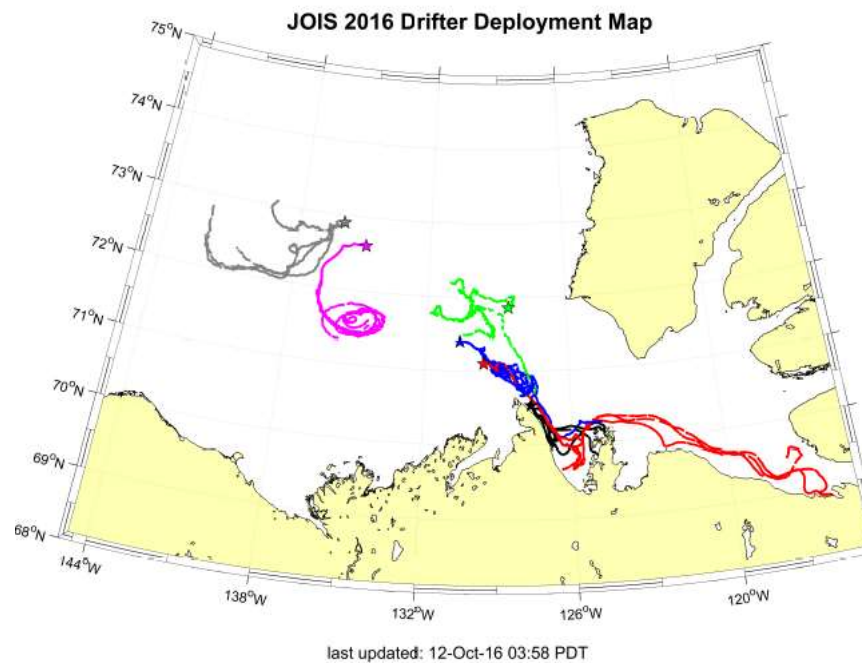 JOIS 2016 Drifter Deployment Map
75°N
74°N
73°N
72°N
71°N
70°N
69°N
68°N
144°W
138°W
132°W
126°W
120°W
last updated: 12-Oct-16 03:58 PDT